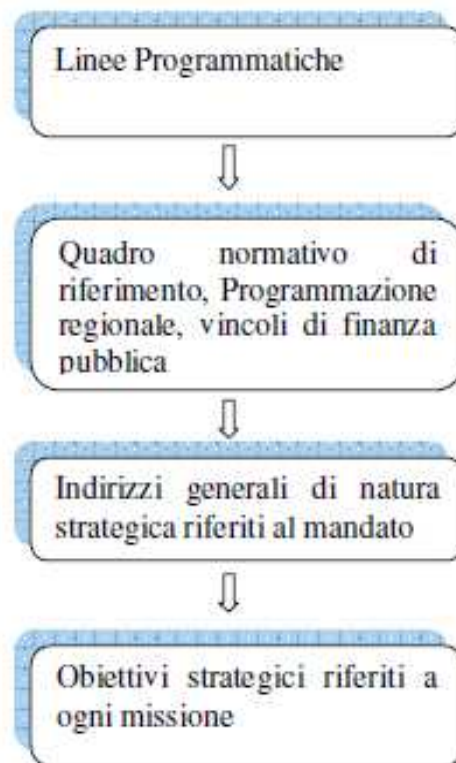 Linee Programmatiche
Quadro normativo di
riferimento, Programmazione
regionale, vincoli di finanza
pubblica
Indirizzi generali di natura
strategica riferiti al mandato
Obiettivi strategici riferiti a
ogni missione